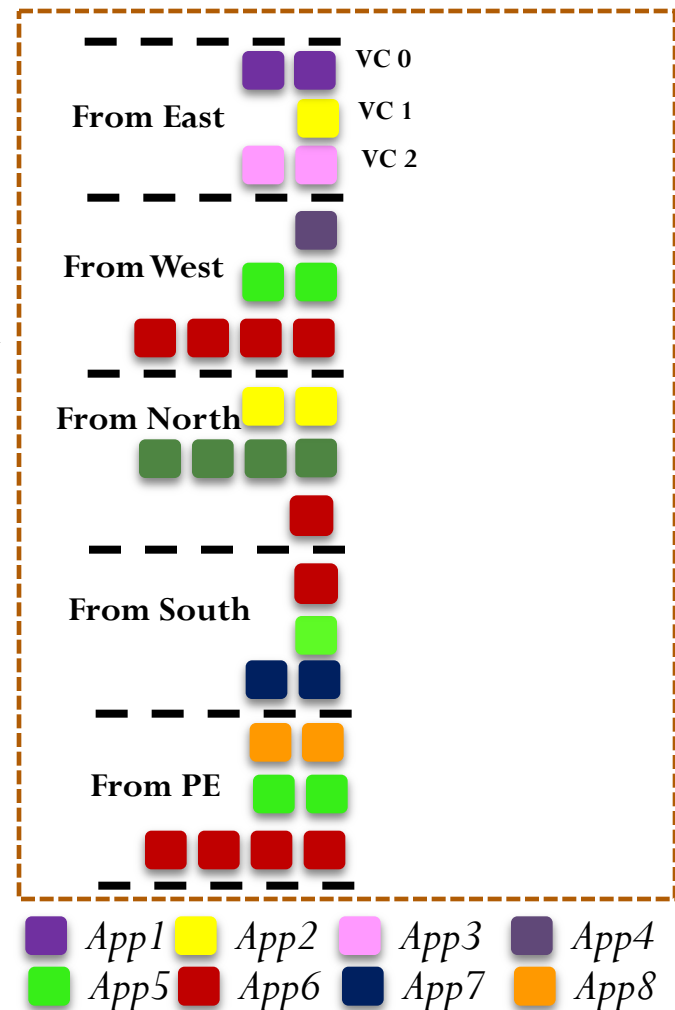 VC 0
From East
VC 1
VC 2
From West
From North
From South
From PE
App1 App2 App3 App4
App5 App6 App7 App8